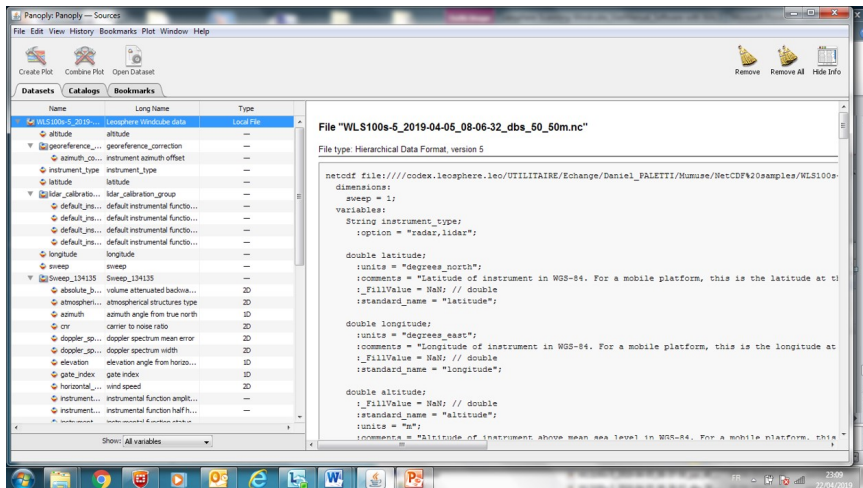 Panoply: Panoply — Sources
File Edit View History Bookmarks Plot Window Help
Create Plot Combine Plot Open Dataset Remove Remove All Hide Info
Datasets Catalogs Bookmarks
Name Long Name Type
WLS100s-5_2019-... Leosphere Windcube data Local File
altitude altitude —
georeference_... georeference_correction —
azimuth_co... instrument azimuth offset —
instrument_type instrument_type —
latitude latitude —
lidar_calibratio... lidar_calibration_group —
default_ins... default instrumental functio... —
default_ins... default instrumental functio... —
default_ins... default instrumental functio... —
default_ins... default instrumental functio... —
longitude longitude —
sweep sweep —
Sweep_134135 Sweep_134135 —
absolute_b... volume attenuated backwa... 2D
atmospheri... atmospherical structures type 2D
azimuth azimuth angle from true north 1D
cnr carrier to noise ratio 2D
doppler_sp... doppler spectrum mean error 2D
doppler_sp... doppler spectrum width 2D
elevation elevation angle from horizo... 1D
gate_index gate index 1D
horizontal_... wind speed 2D
instrument... instrumental function amplit... —
instrument... instrumental function half h... —
instrument... instrumental function status
Show: All variables
File "WLS100s-5_2019-04-05_08-06-32_dbs_50_50m.nc"
File type: Hierarchical Data Format, version 5
netcdf file:////codex.leosphere.leo/UTILITAIRE/Echange/Daniel_PALETTI/Mumuse/NetCDF%20samples/WLS100s-
dimensions:
sweep = 1;
variables:
String instrument_type;
:option = "radar,lidar";
double latitude;
:units = "degrees_north";
:comments = "Latitude of instrument in WGS-84. For a mobile platform, this is the latitude at th
:_FillValue = NaN; // double
:standard_name = "latitude";
double longitude;
:units = "degrees_east";
:comments = "Longitude of instrument in WGS-84. For a mobile platform, this is the longitude at
:_FillValue = NaN; // double
:standard_name = "longitude";
double altitude;
:_FillValue = NaN; // double
:standard_name = "altitude";
:units = "m";
:comments = "Altitude of instrument above mean sea level in WGS-84. For a mobile platform, this
FR 23:09
22/04/2019